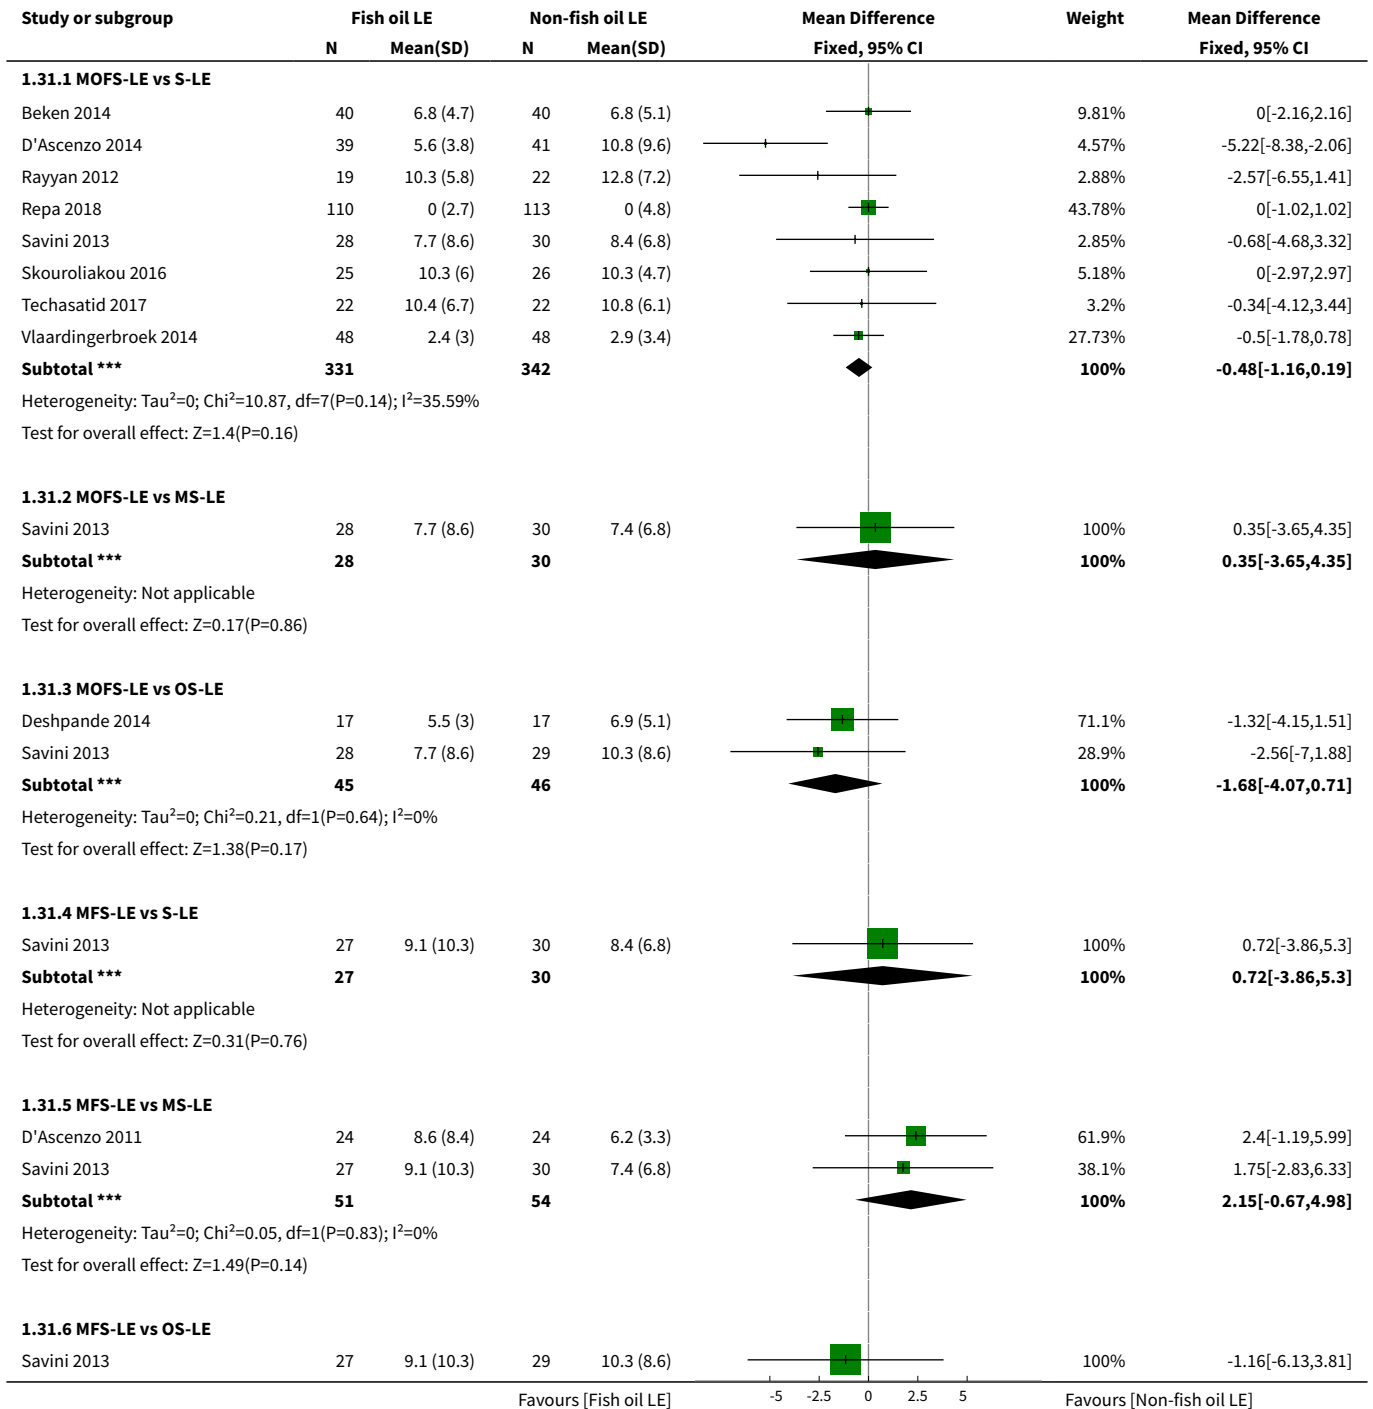 Study or subgroup Fish oil LE Non-fish oil LE Mean Difference Weight Mean Difference
N Mean(SD) N Mean(SD) Fixed, 95% CI Fixed, 95% CI
1.31.1 MOFS-LE vs S-LE
Beken 2014 40 6.8 (4.7) 40 6.8 (5.1) 9.81% 0[-2.16,2.16]
D'Ascenzo 2014 39 5.6 (3.8) 41 10.8 (9.6) 4.57% -5.22[-8.38,-2.06]
Rayyan 2012 19 10.3 (5.8) 22 12.8 (7.2) 2.88% -2.57[-6.55,1.41]
Repa 2018 110 0 (2.7) 113 0 (4.8) 43.78% 0[-1.02,1.02]
Savini 2013 28 7.7 (8.6) 30 8.4 (6.8) 2.85% -0.68[-4.68,3.32]
Skouroliakou 2016 25 10.3 (6) 26 10.3 (4.7) 5.18% 0[-2.97,2.97]
Techasatid 2017 22 10.4 (6.7) 22 10.8 (6.1) 3.2% -0.34[-4.12,3.44]
Vlaardingerbroek 2014 48 2.4 (3) 48 2.9 (3.4) 27.73% -0.5[-1.78,0.78]
Subtotal *** 331 342 100% -0.48[-1.16,0.19]
Heterogeneity: Tau²=0; Chi²=10.87, df=7(P=0.14); I²=35.59%
Test for overall effect: Z=1.4(P=0.16)
1.31.2 MOFS-LE vs MS-LE
Savini 2013 28 7.7 (8.6) 30 7.4 (6.8) 100% 0.35[-3.65,4.35]
Subtotal *** 28 30 100% 0.35[-3.65,4.35]
Heterogeneity: Not applicable
Test for overall effect: Z=0.17(P=0.86)
1.31.3 MOFS-LE vs OS-LE
Deshpande 2014 17 5.5 (3) 17 6.9 (5.1) 71.1% -1.32[-4.15,1.51]
Savini 2013 28 7.7 (8.6) 29 10.3 (8.6) 28.9% -2.56[-7,1.88]
Subtotal *** 45 46 100% -1.68[-4.07,0.71]
Heterogeneity: Tau²=0; Chi²=0.21, df=1(P=0.64); I²=0%
Test for overall effect: Z=1.38(P=0.17)
1.31.4 MFS-LE vs S-LE
Savini 2013 27 9.1 (10.3) 30 8.4 (6.8) 100% 0.72[-3.86,5.3]
Subtotal *** 27 30 100% 0.72[-3.86,5.3]
Heterogeneity: Not applicable
Test for overall effect: Z=0.31(P=0.76)
1.31.5 MFS-LE vs MS-LE
D'Ascenzo 2011 24 8.6 (8.4) 24 6.2 (3.3) 61.9% 2.4[-1.19,5.99]
Savini 2013 27 9.1 (10.3) 30 7.4 (6.8) 38.1% 1.75[-2.83,6.33]
Subtotal *** 51 54 100% 2.15[-0.67,4.98]
Heterogeneity: Tau²=0; Chi²=0.05, df=1(P=0.83); I²=0%
Test for overall effect: Z=1.49(P=0.14)
1.31.6 MFS-LE vs OS-LE
Savini 2013 27 9.1 (10.3) 29 10.3 (8.6) 100% -1.16[-6.13,3.81]
Favours [Fish oil LE] -5 -2.5 0 2.5 5 Favours [Non-fish oil LE]